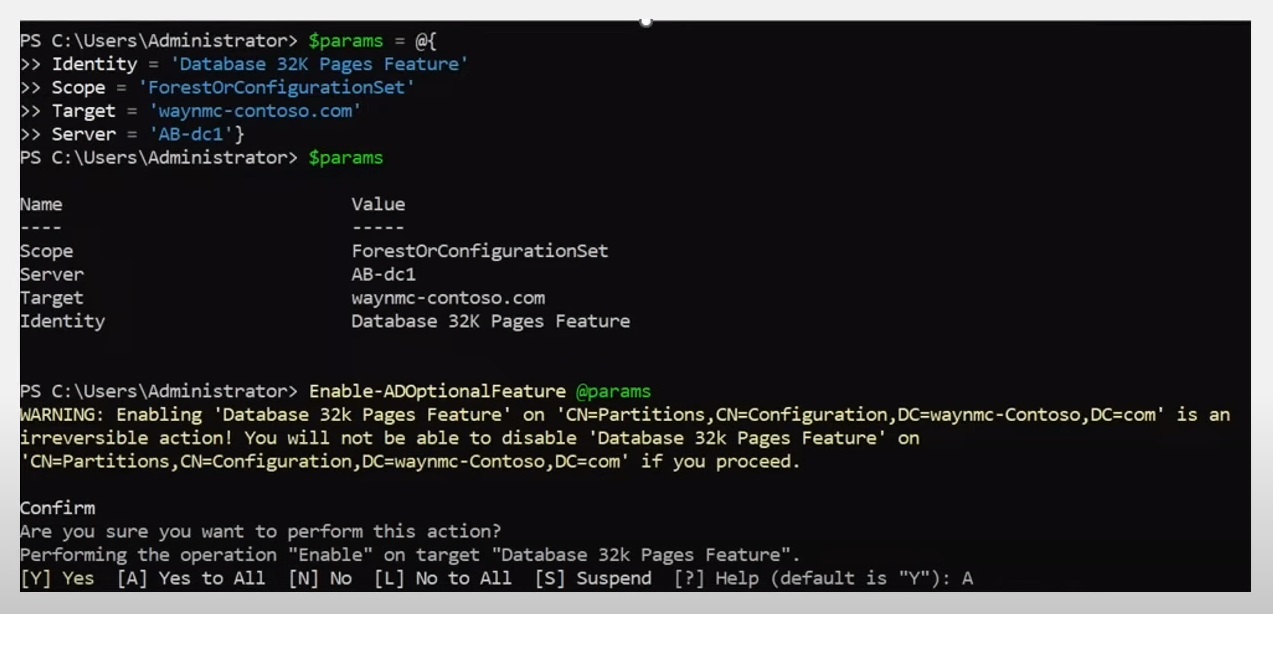 PS C:\Users\Administrator> $params = @{
>> Identity = 'Database 32K Pages Feature'
>> Scope = 'ForestOrConfigurationSet'
>> Target = 'waynmc-contoso.com'
>> Server = 'AB-dc1'}
PS C:\Users\Administrator> $params
Name Value
---- -----
Scope ForestOrConfigurationSet
Server AB-dc1
Target waynmc-contoso.com
Identity Database 32K Pages Feature
PS C:\Users\Administrator> Enable-ADOptionalFeature @params
WARNING: Enabling 'Database 32k Pages Feature' on 'CN=Partitions,CN=Configuration,DC=waynmc-Contoso,DC=com' is an
irreversible action! You will not be able to disable 'Database 32k Pages Feature' on
'CN=Partitions,CN=Configuration,DC=waynmc-Contoso,DC=com' if you proceed.
Confirm
Are you sure you want to perform this action?
Performing the operation "Enable" on target "Database 32k Pages Feature".
[Y] Yes [A] Yes to All [N] No [L] No to All [S] Suspend [?] Help (default is "Y"): A